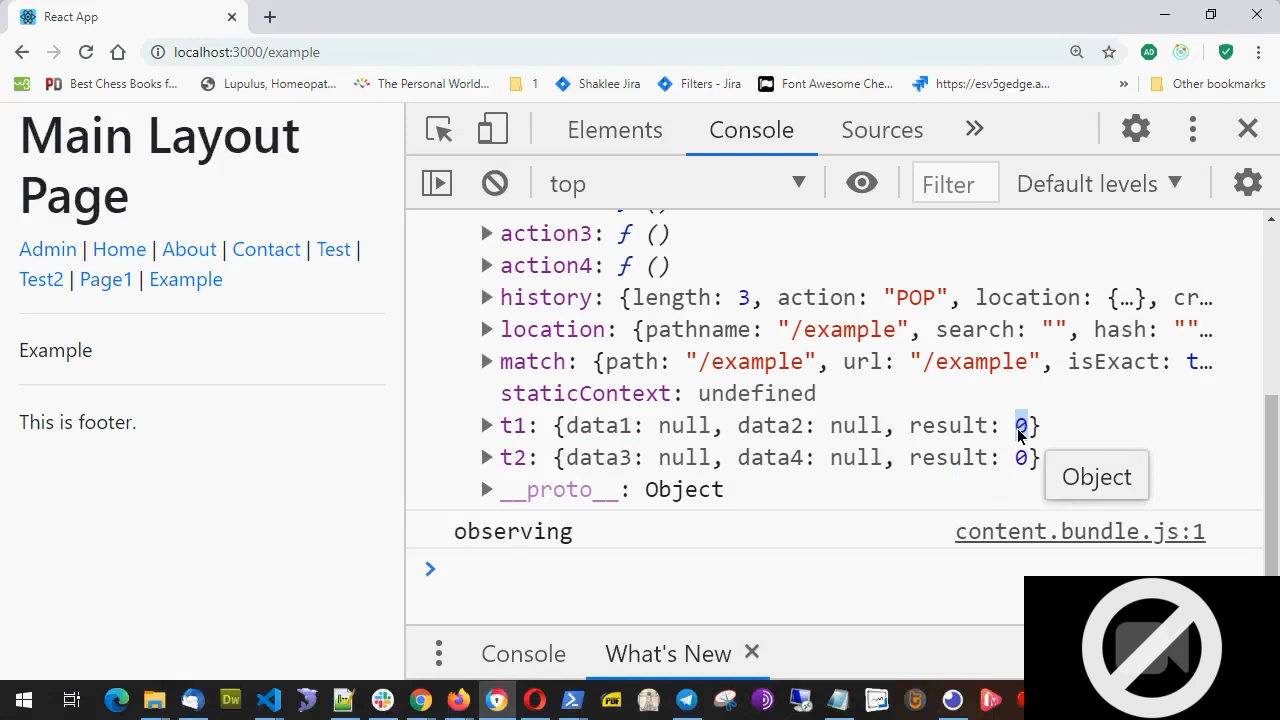 React App
localhost:3000/example
Best Chess Books f...
Lupulus, Homeopat...
The Personal World...
1
Shaklee Jira
Filters - Jira
Font Awesome Che...
https://esv5gedge.a...
»
Other bookmarks
Main Layout
Page
Admin | Home | About | Contact | Test |
Test2 | Page1 | Example
Example
This is footer.
Elements
Console
Sources
top
Filter
Default levels
action3: ƒ ()
action4: ƒ ()
history: {length: 3, action: "POP", location: {…}, cr…
location: {pathname: "/example", search: "", hash: ""…
match: {path: "/example", url: "/example", isExact: t…
staticContext: undefined
t1: {data1: null, data2: null, result: 0}
t2: {data3: null, data4: null, result: 0}
__proto__: Object
Object
observing content.bundle.js:1
Console
What's New